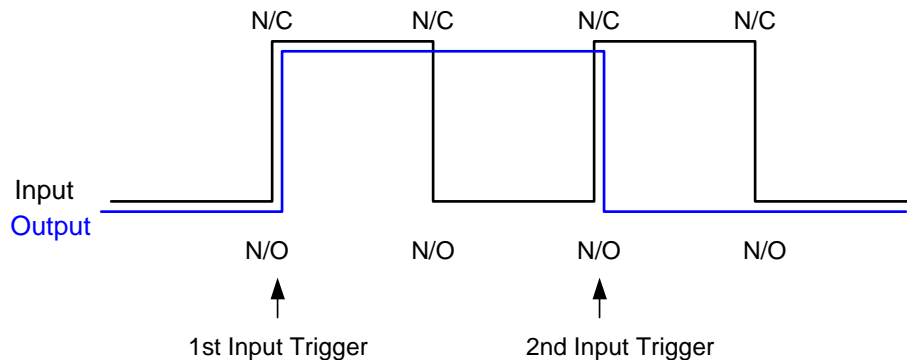 N/C N/C N/C N/C
Input
Output
N/O N/O N/O N/O
1st Input Trigger 2nd Input Trigger